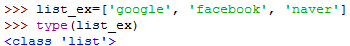 >>> list_ex=['google', 'facebook', 'naver']
>>> type(list_ex)
<class 'list'>